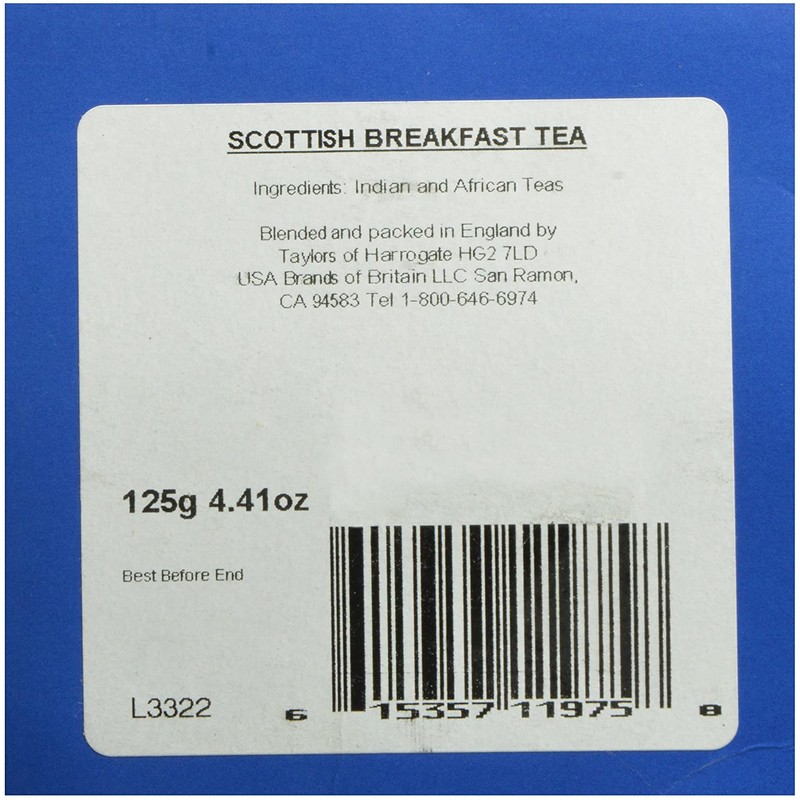 SCOTTISH BREAKFAST TEA
Ingredients: Indian and African Teas
Blended and packed in England by
Taylors of Harrogate HG2 7LD
USA Brands of Britain LLC San Ramon,
CA 94583 Tel 1-800-646-6974
125g 4.41oz
Best Before End
L3322
6 15357 11975 8